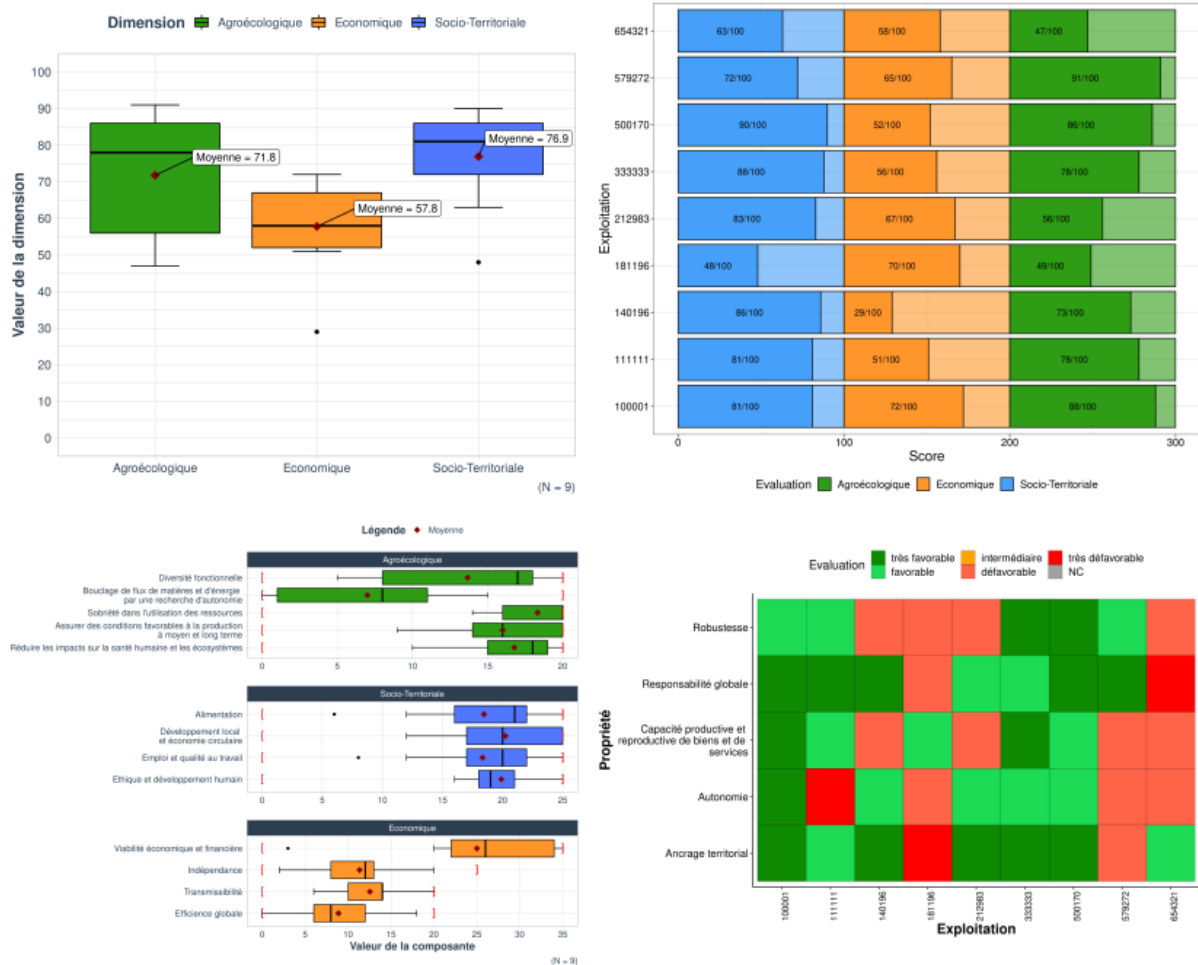 Dimension Agroécologique Economique Socio-Territoriale
Valeur de la dimension
100
90
80
70
60
50
40
30
20
10
0
Moyenne = 71.8
Moyenne = 57.8
Moyenne = 76.9
Agroécologique Economique Socio-Territoriale
(N = 9)
Exploitation
654321 63/100 58/100 47/100
579272 72/100 65/100 91/100
500170 90/100 52/100 86/100
333333 88/100 56/100 78/100
212983 83/100 67/100 56/100
181196 48/100 70/100 49/100
140196 86/100 29/100 73/100
111111 81/100 51/100 78/100
100001 81/100 72/100 88/100
0 100 200 300
Score
Evaluation Agroécologique Economique Socio-Territoriale
Légende Moyenne
Agroécologique
Diversité fonctionnelle
Bouclage de flux de matières et d'énergie
par une recherche d'autonomie
Sobriété dans l'utilisation des ressources
Assurer des conditions favorables à la production
à moyen et long terme
Réduire les impacts sur la santé humaine et les écosystèmes
0 5 10 15 20
Socio-Territoriale
Alimentation
Développement local
et économie circulaire
Emploi et qualité au travail
Ethique et développement humain
0 5 10 15 20 25
Economique
Viabilité économique et financière
Indépendance
Transmissibilité
Efficience globale
0 5 10 15 20 25 30 35
Valeur de la composante
(N = 9)
Evaluation très favorable intermédiaire très défavorable
favorable défavorable NC
Propriété
Robustesse
Responsabilité globale
Capacité productive et
reproductive de biens et de
services
Autonomie
Ancrage territorial
100001
111111
140196
181196
212983
333333
500170
579272
654321
Exploitation